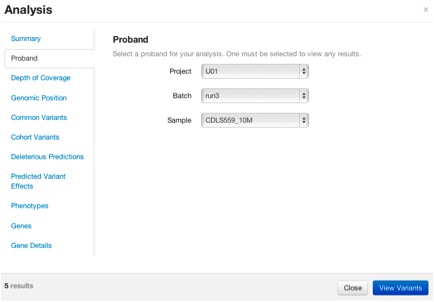 Analysis
×
Summary
Proband
Depth of Coverage
Genomic Position
Common Variants
Cohort Variants
Deleterious Predictions
Predicted Variant
Effects
Phenotypes
Genes
Gene Details
Proband
Select a proband for your analysis. One must be selected to view any results.
Project U01
Batch run3
Sample CDLS559_10M
5 results
Close View Variants